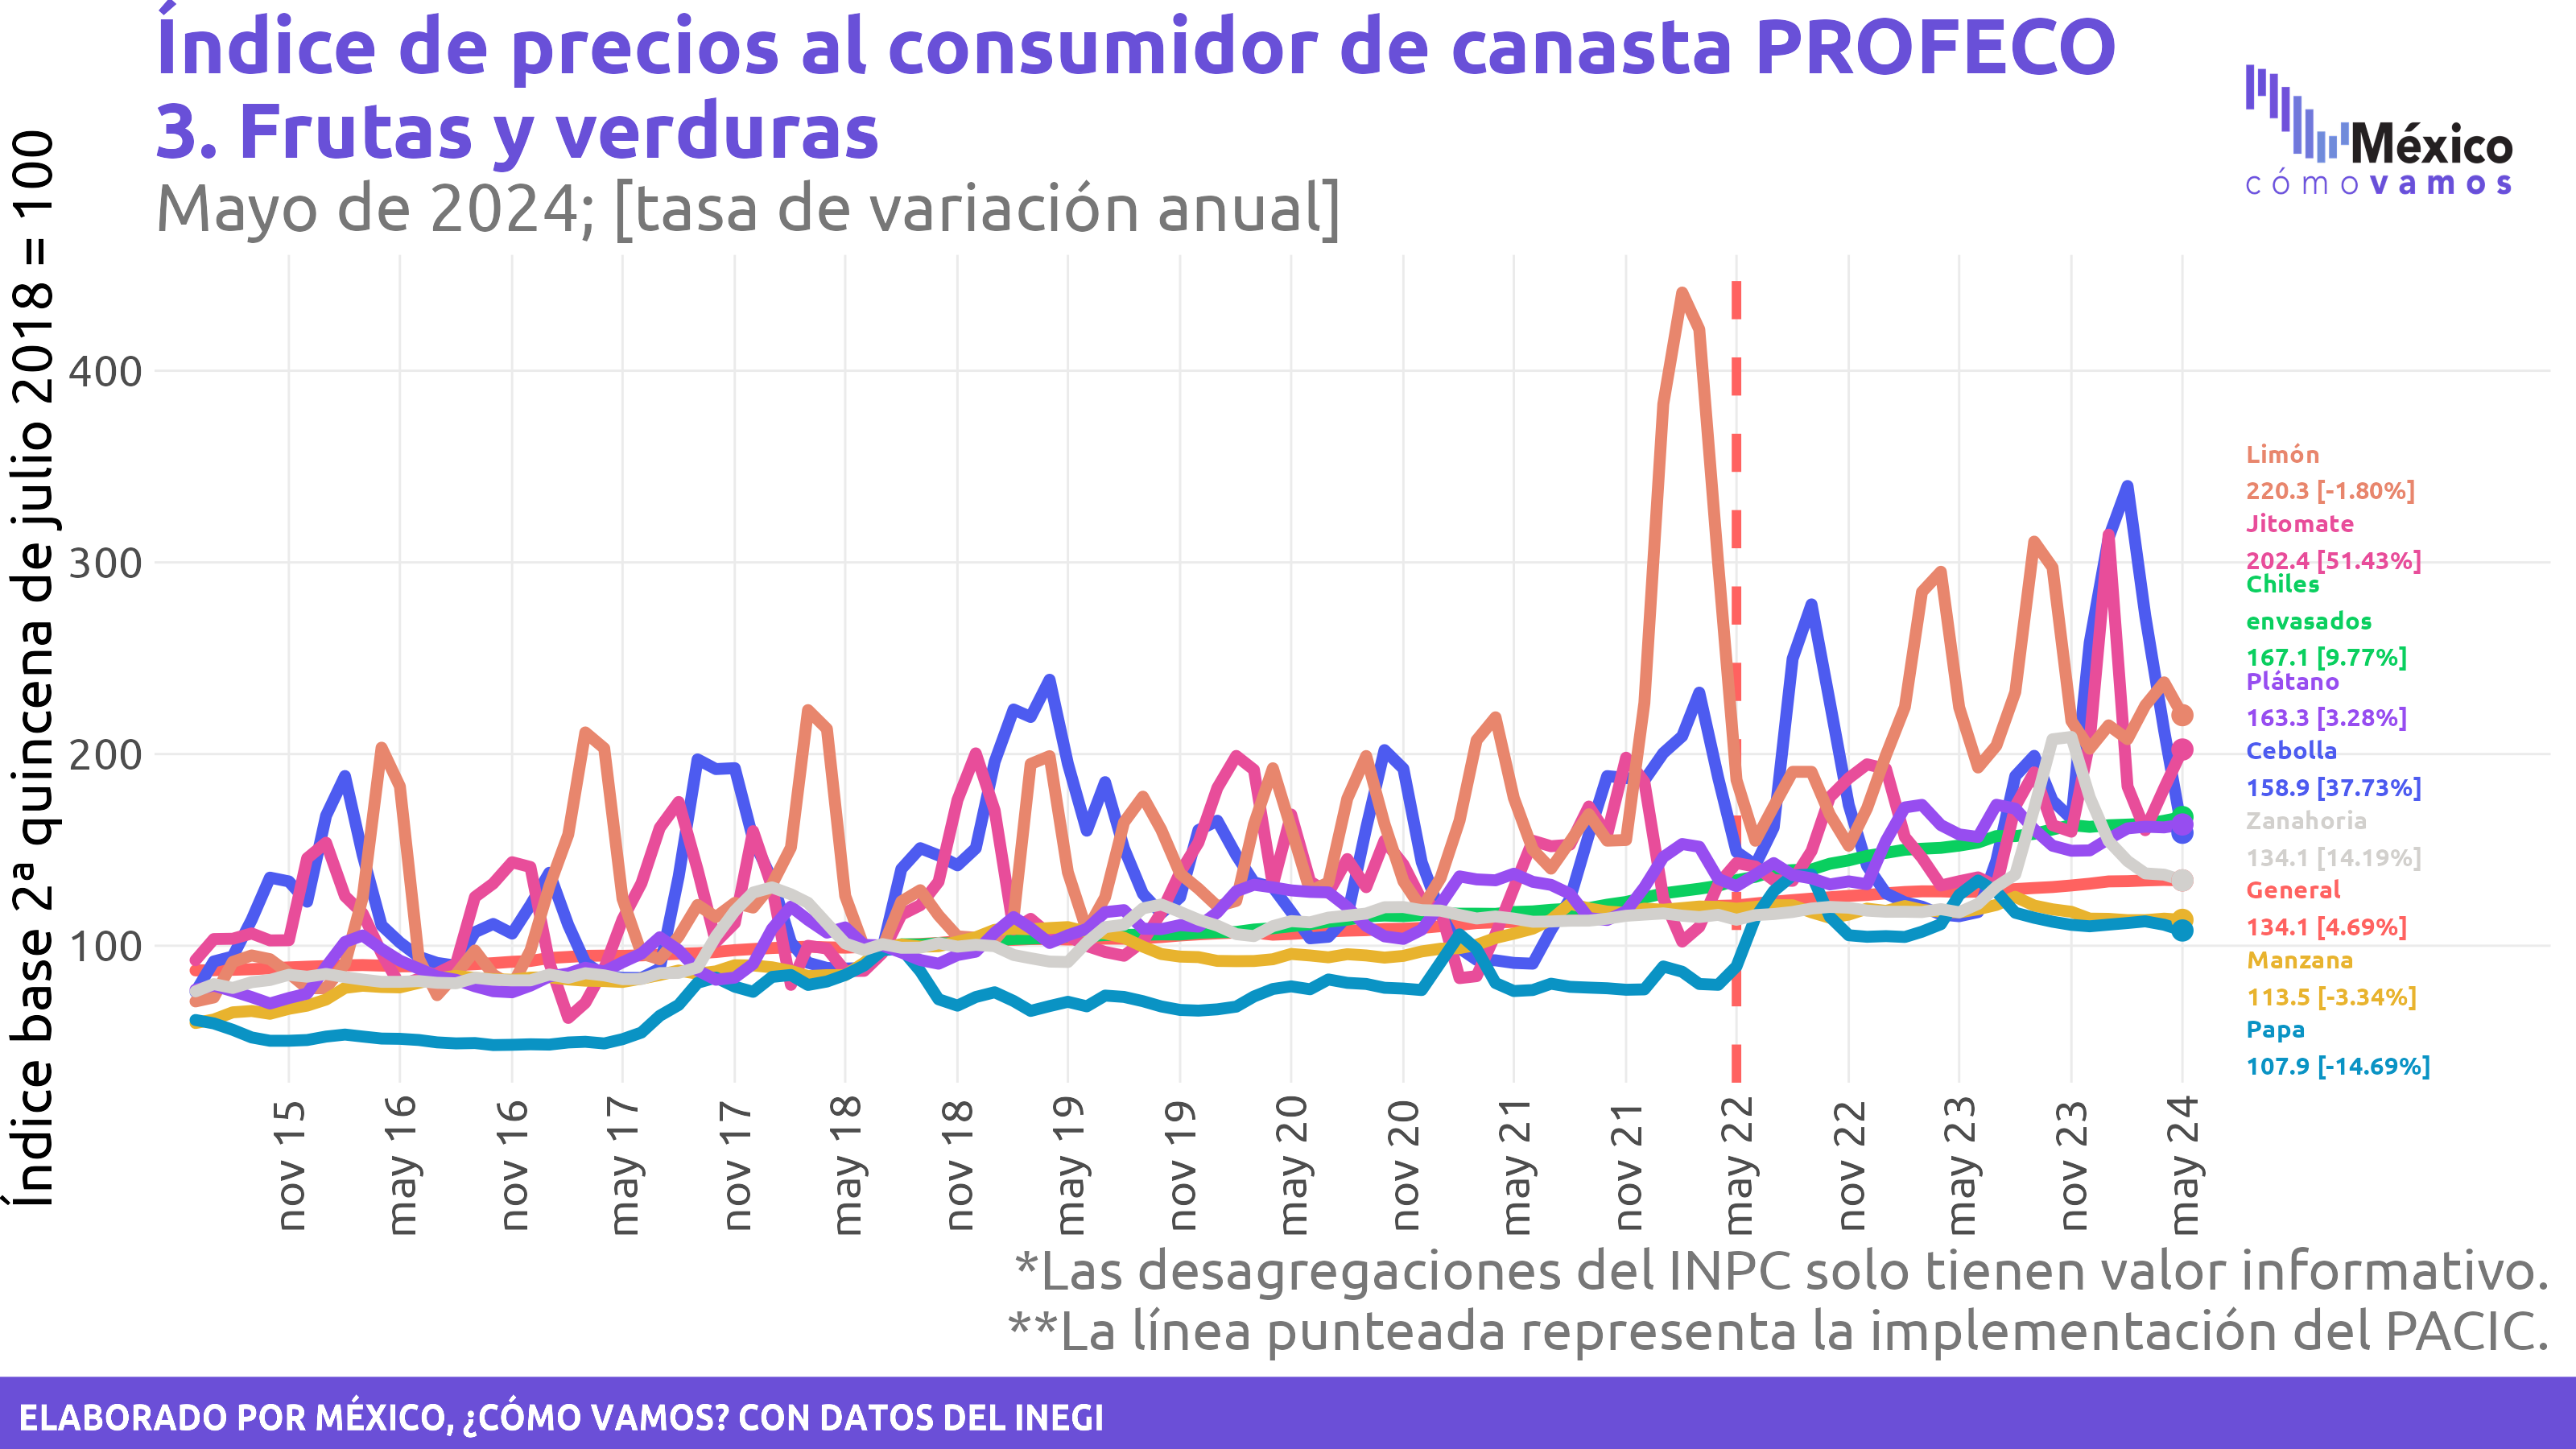 Índice de precios al consumidor de canasta PROFECO
3. Frutas y verduras
Mayo de 2024; [tasa de variación anual]
México
cómo vamos
Índice base 2ª quincena de julio 2018 = 100
400
300
200
100
Limón
220.3 [-1.80%]
Jitomate
202.4 [51.43%]
Chiles
envasados
167.1 [9.77%]
Plátano
163.3 [3.28%]
Cebolla
158.9 [37.73%]
Zanahoria
134.1 [14.19%]
General
134.1 [4.69%]
Manzana
113.5 [-3.34%]
Papa
107.9 [-14.69%]
nov 15
may 16
nov 16
may 17
nov 17
may 18
nov 18
may 19
nov 19
may 20
nov 20
may 21
nov 21
may 22
nov 22
may 23
nov 23
may 24
*Las desagregaciones del INPC solo tienen valor informativo.
**La línea punteada representa la implementación del PACIC.
ELABORADO POR MÉXICO, ¿CÓMO VAMOS? CON DATOS DEL INEGI